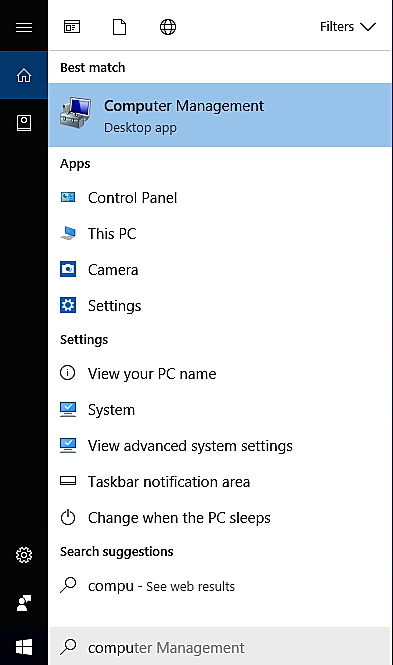 Filters
Best match
Computer Management
Desktop app
Apps
Control Panel
This PC
Camera
Settings
Settings
View your PC name
System
View advanced system settings
Taskbar notification area
Change when the PC sleeps
Search suggestions
compu - See web results
computer Management